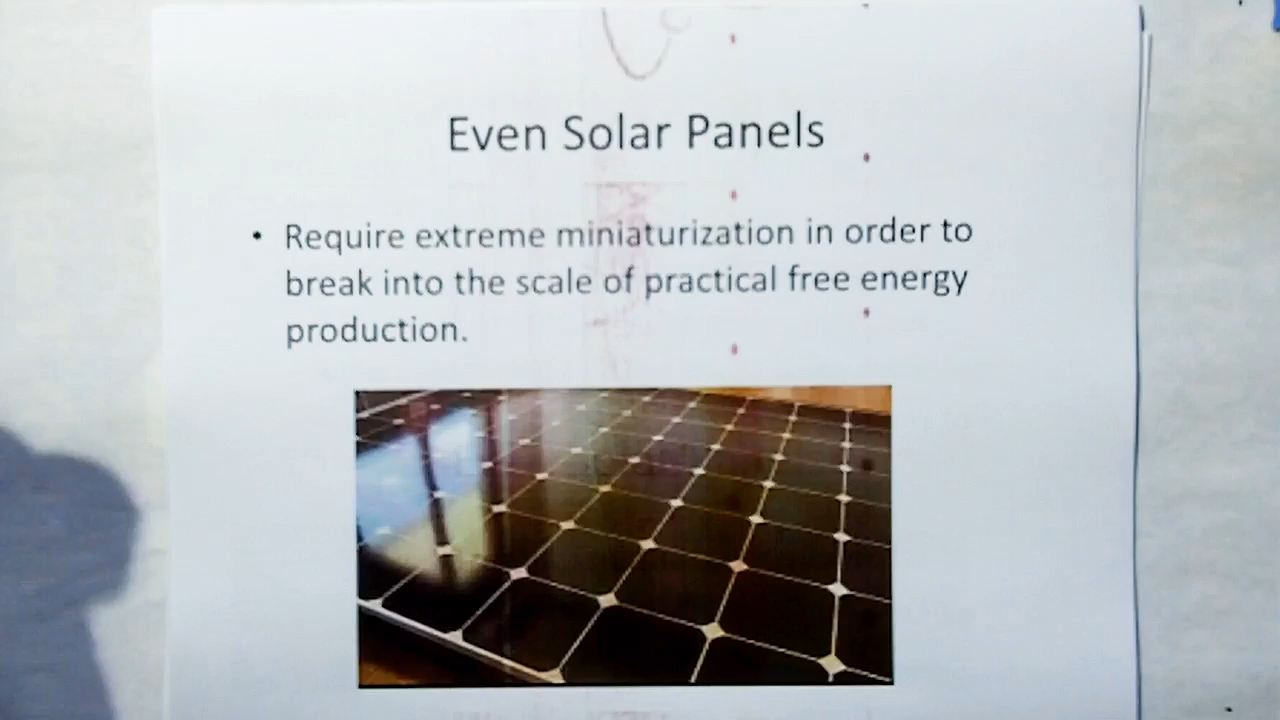 Even Solar Panels
• Require extreme miniaturization in order to
break into the scale of practical free energy
production.